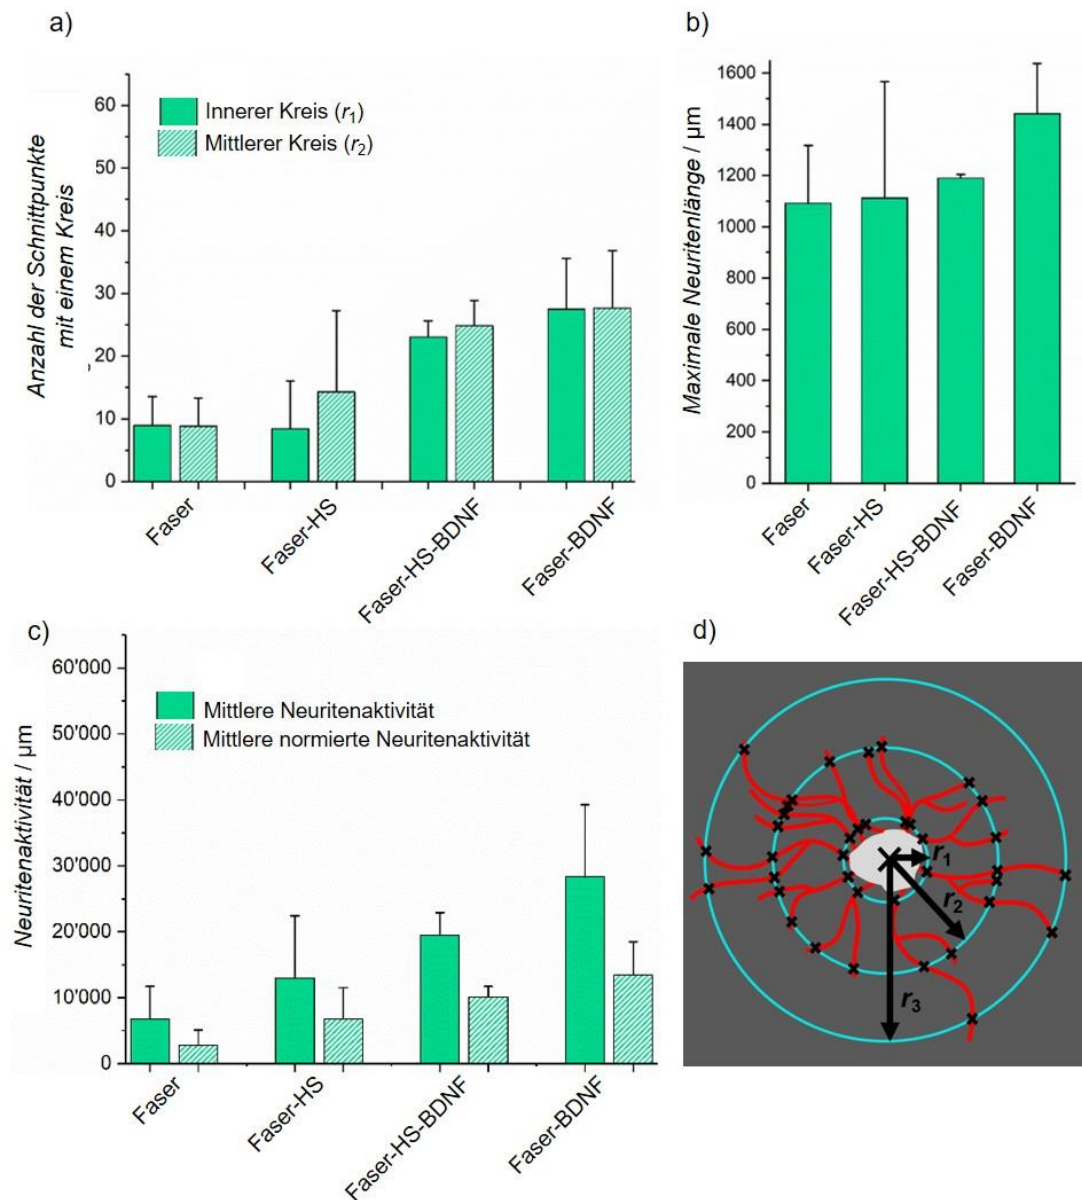 a)
Anzahl der Schnittpunkte
mit einem Kreis
60
50
40
30
20
10
0
Innerer Kreis (r1)
Mittlerer Kreis (r2)
Faser
Faser-HS
Faser-HS-BDNF
Faser-BDNF
b)
Maximale Neuritenlänge / µm
1600
1400
1200
1000
800
600
400
200
0
Faser
Faser-HS
Faser-HS-BDNF
Faser-BDNF
c)
Neuritenaktivität / µm
60'000
50'000
40'000
30'000
20'000
10'000
0
Mittlere Neuritenaktivität
Mittlere normierte Neuritenaktivität
Faser
Faser-HS
Faser-HS-BDNF
Faser-BDNF
d)
r1
r2
r3